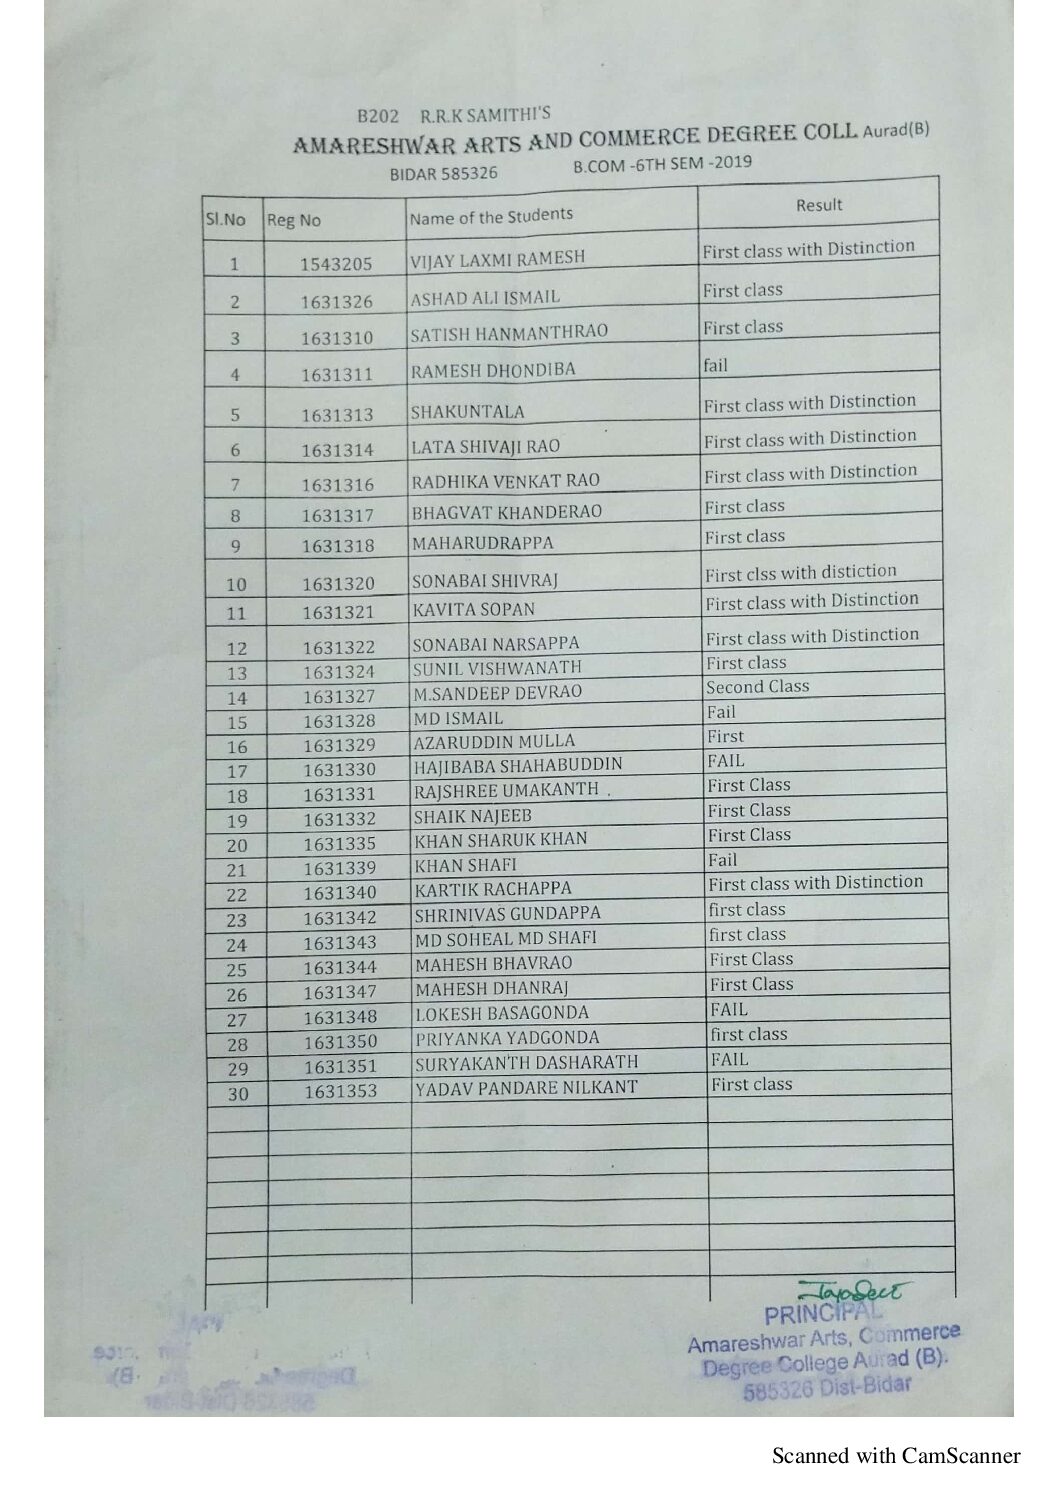 B202 R.R.K SAMITHI'S
AMARESHWAR ARTS AND COMMERCE DEGREE COLL Aurad(B)
BIDAR 585326 B.COM -6TH SEM -2019
Sl.No Reg No Name of the Students Result
1 1543205 VIJAY LAXMI RAMESH First class with Distinction
2 1631326 ASHAD ALI ISMAIL First class
3 1631310 SATISH HANMANTHRAO First class
4 1631311 RAMESH DHONDIBA fail
5 1631313 SHAKUNTALA First class with Distinction
6 1631314 LATA SHIVAJI RAO First class with Distinction
7 1631316 RADHIKA VENKAT RAO First class with Distinction
8 1631317 BHAGVAT KHANDERAO First class
9 1631318 MAHARUDRAPPA First class
10 1631320 SONABAI SHIVRAJ First clss with distiction
11 1631321 KAVITA SOPAN First class with Distinction
12 1631322 SONABAI NARSAPPA First class with Distinction
13 1631324 SUNIL VISHWANATH First class
14 1631327 M.SANDEEP DEVRAO Second Class
15 1631328 MD ISMAIL Fail
16 1631329 AZARUDDIN MULLA First
17 1631330 HAJIBABA SHAHABUDDIN FAIL
18 1631331 RAJSHREE UMAKANTH . First Class
19 1631332 SHAIK NAJEEB First Class
20 1631335 KHAN SHARUK KHAN First Class
21 1631339 KHAN SHAFI Fail
22 1631340 KARTIK RACHAPPA First class with Distinction
23 1631342 SHRINIVAS GUNDAPPA first class
24 1631343 MD SOHEAL MD SHAFI first class
25 1631344 MAHESH BHAVRAO First Class
26 1631347 MAHESH DHANRAJ First Class
27 1631348 LOKESH BASAGONDA FAIL
28 1631350 PRIYANKA YADGONDA first class
29 1631351 SURYAKANTH DASHARATH FAIL
30 1631353 YADAV PANDARE NILKANT First class
PRINCIPAL
Amareshwar Arts, Commerce
Degree College Aurad (B).
585326 Dist-Bidar
Scanned with CamScanner